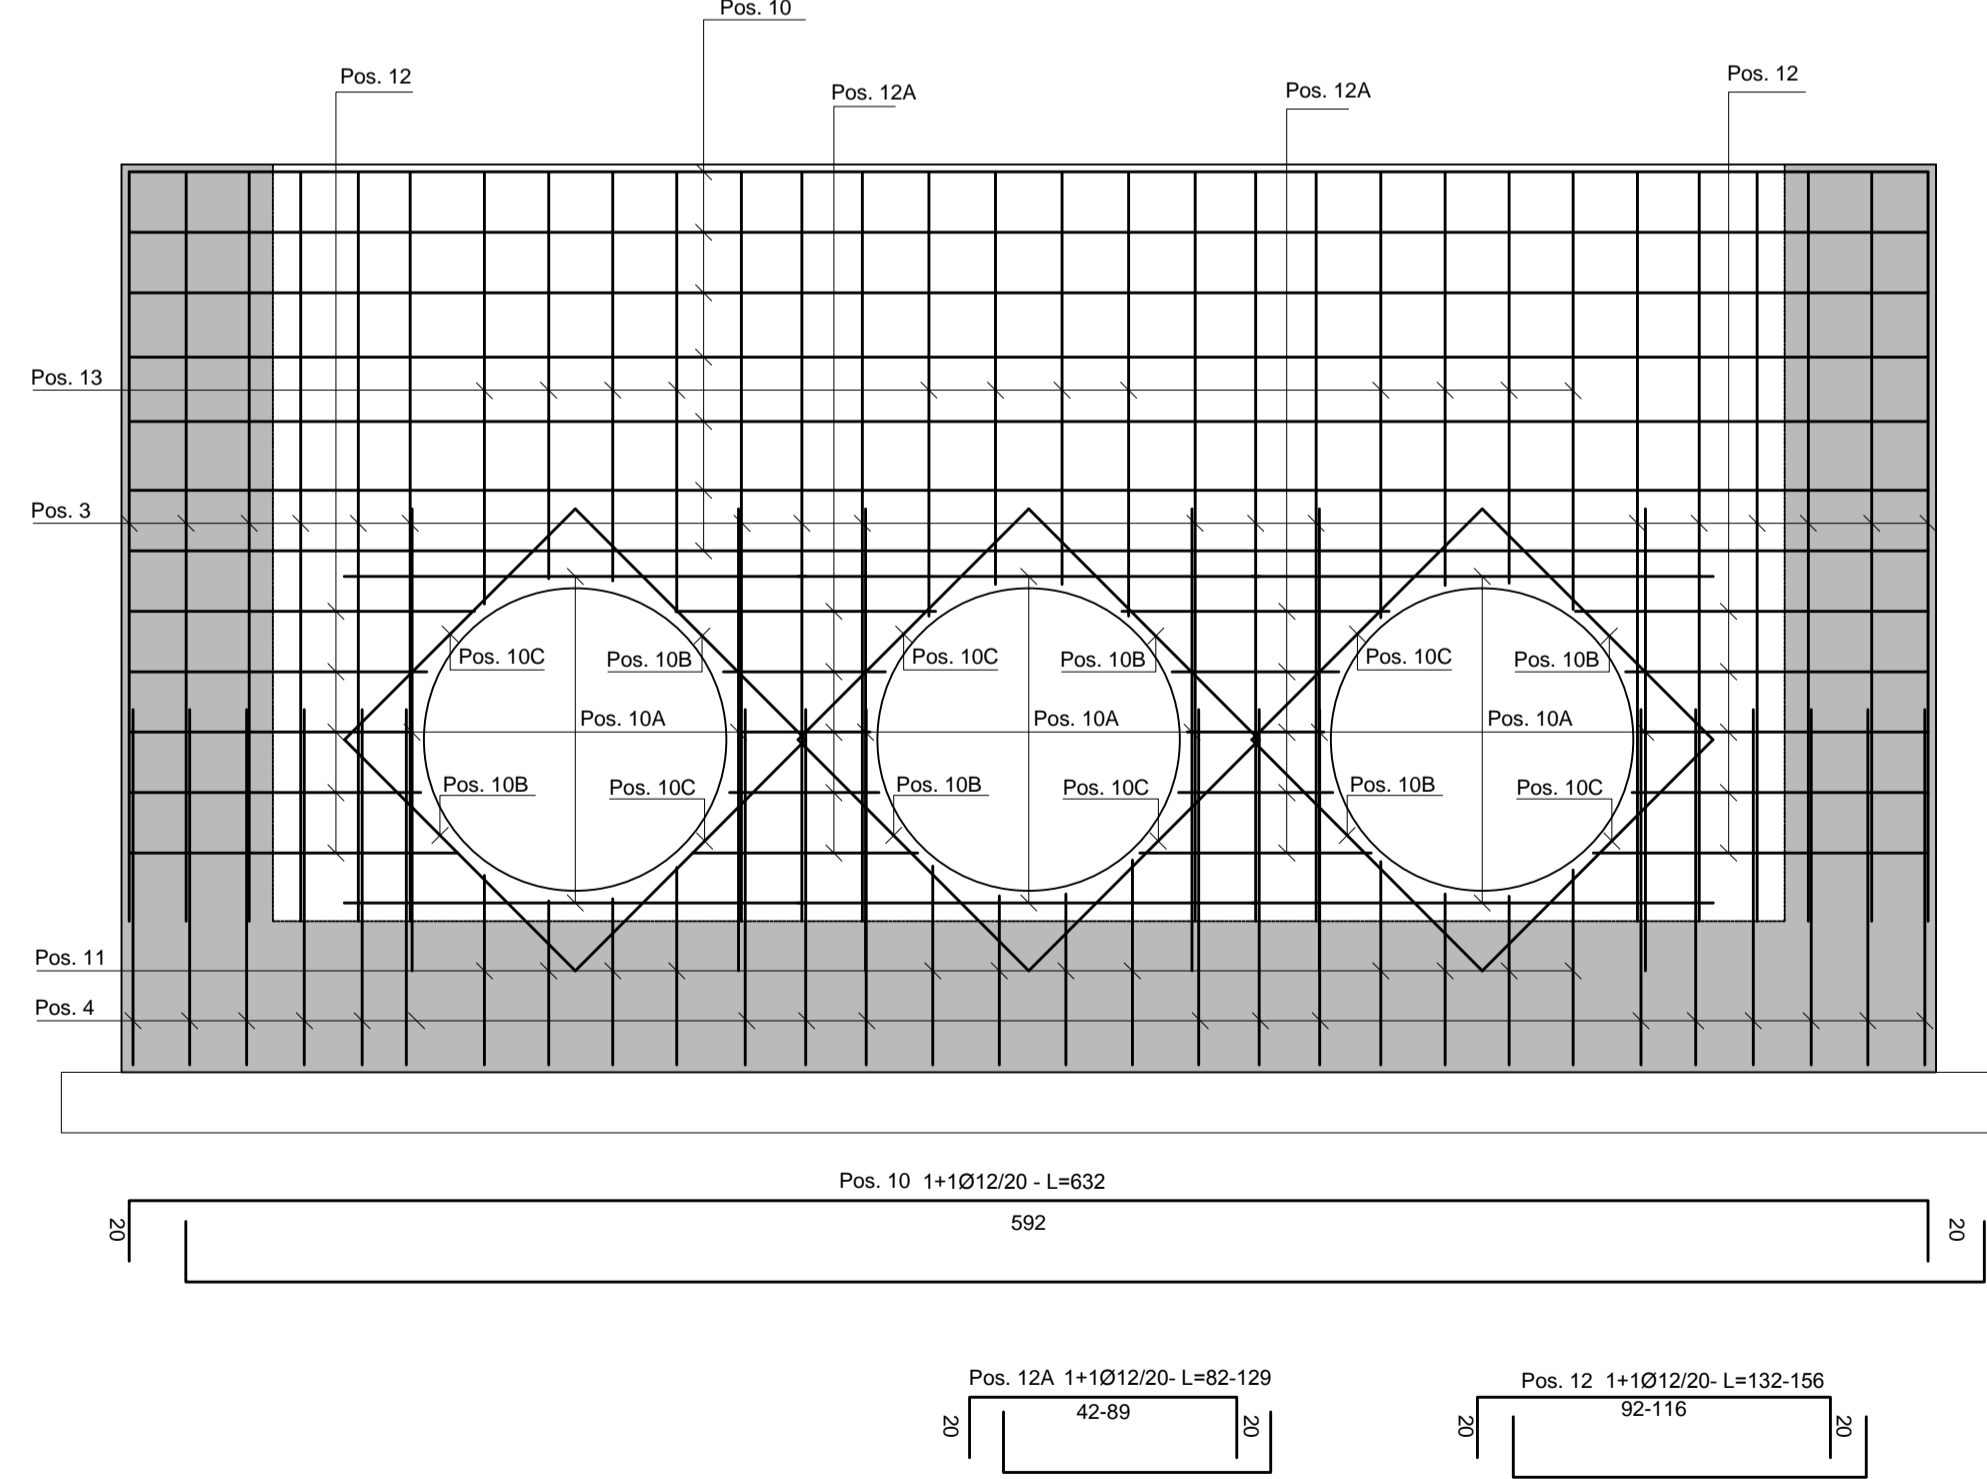 Pos. 10
Pos. 12
Pos. 12A
Pos. 12A
Pos. 12
Pos. 13
Pos. 3
Pos. 10C
Pos. 10B
Pos. 10C
Pos. 10B
Pos. 10C
Pos. 10B
Pos. 10A
Pos. 10A
Pos. 10A
Pos. 10B
Pos. 10C
Pos. 10B
Pos. 10C
Pos. 10B
Pos. 10C
Pos. 11
Pos. 4
Pos. 10 1+1Ø12/20 - L=632
20
592
20
Pos. 12A 1+1Ø12/20- L=82-129
20
42-89
20
Pos. 12 1+1Ø12/20- L=132-156
20
92-116
20